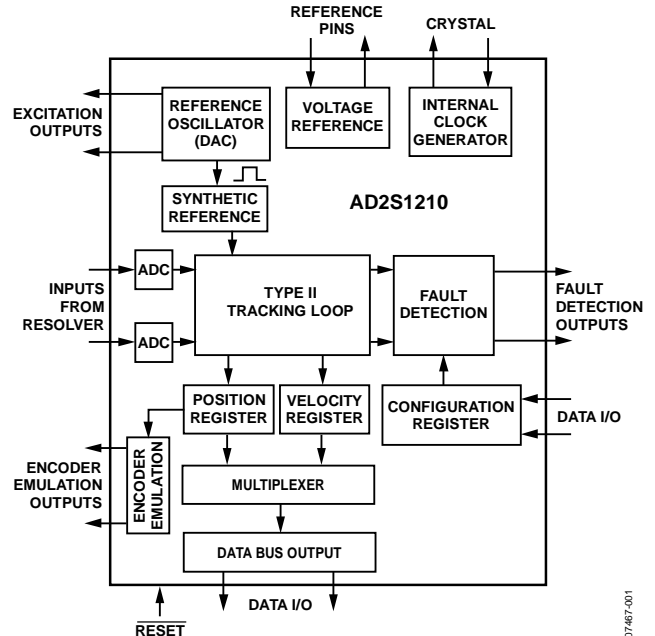 REFERENCE
PINS
CRYSTAL
EXCITATION
OUTPUTS
REFERENCE
OSCILLATOR
(DAC)
VOLTAGE
REFERENCE
INTERNAL
CLOCK
GENERATOR
SYNTHETIC
REFERENCE
AD2S1210
INPUTS
FROM
RESOLVER
ADC
ADC
TYPE II
TRACKING LOOP
FAULT
DETECTION
FAULT
DETECTION
OUTPUTS
POSITION
REGISTER
VELOCITY
REGISTER
CONFIGURATION
REGISTER
DATA I/O
ENCODER
EMULATION
OUTPUTS
ENCODER
EMULATION
MULTIPLEXER
DATA BUS OUTPUT
DATA I/O
RESET
07467-001